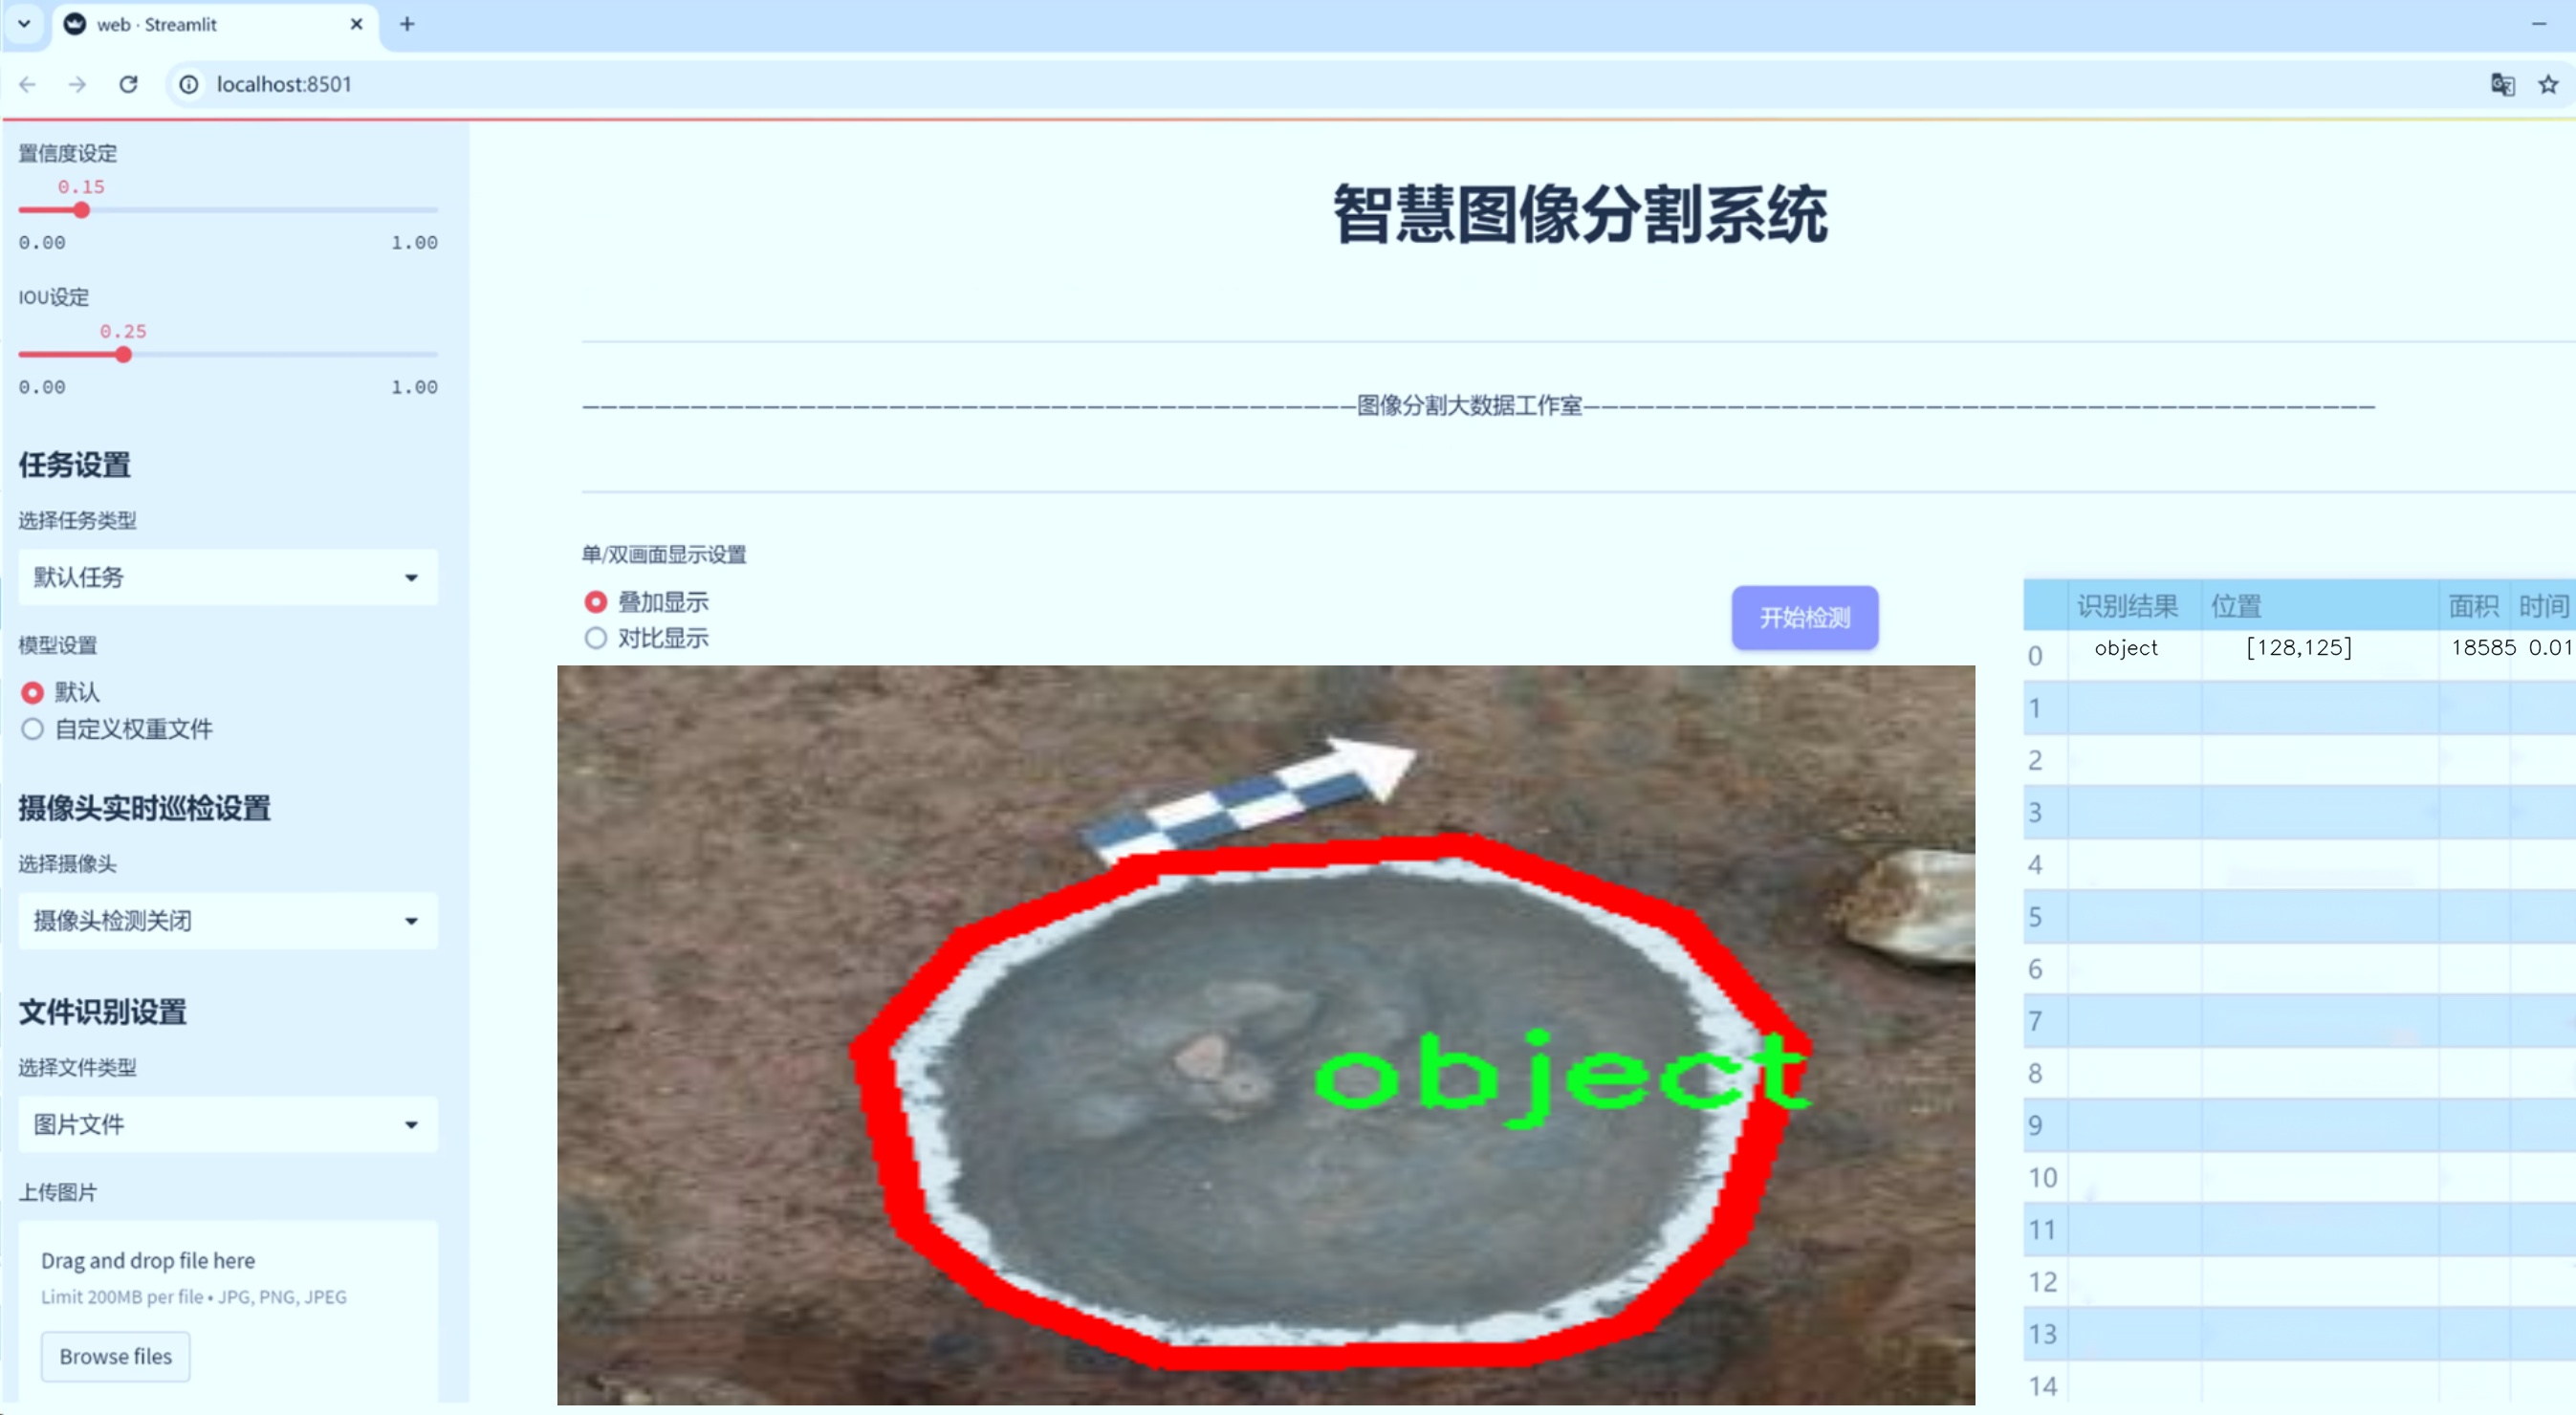 web · Streamlit
localhost:8501
置信度设定
0.15
0.00 1.00
IOU设定
0.25
0.00 1.00
任务设置
选择任务类型
默认任务
模型设置
默认
自定义权重文件
摄像头实时巡检设置
选择摄像头
摄像头检测关闭
文件识别设置
选择文件类型
图片文件
上传图片
Drag and drop file here
Limit 200MB per file • JPG, PNG, JPEG
Browse files
智慧图像分割系统
———————————————————————————————————————————图像分割大数据工作室————————————————————————————————————————————
单/双画面显示设置
叠加显示
对比显示
开始检测
object
识别结果 位置 面积 时间
0 object [128,125] 18585 0.01
1
2
3
4
5
6
7
8
9
10
11
12
13
14